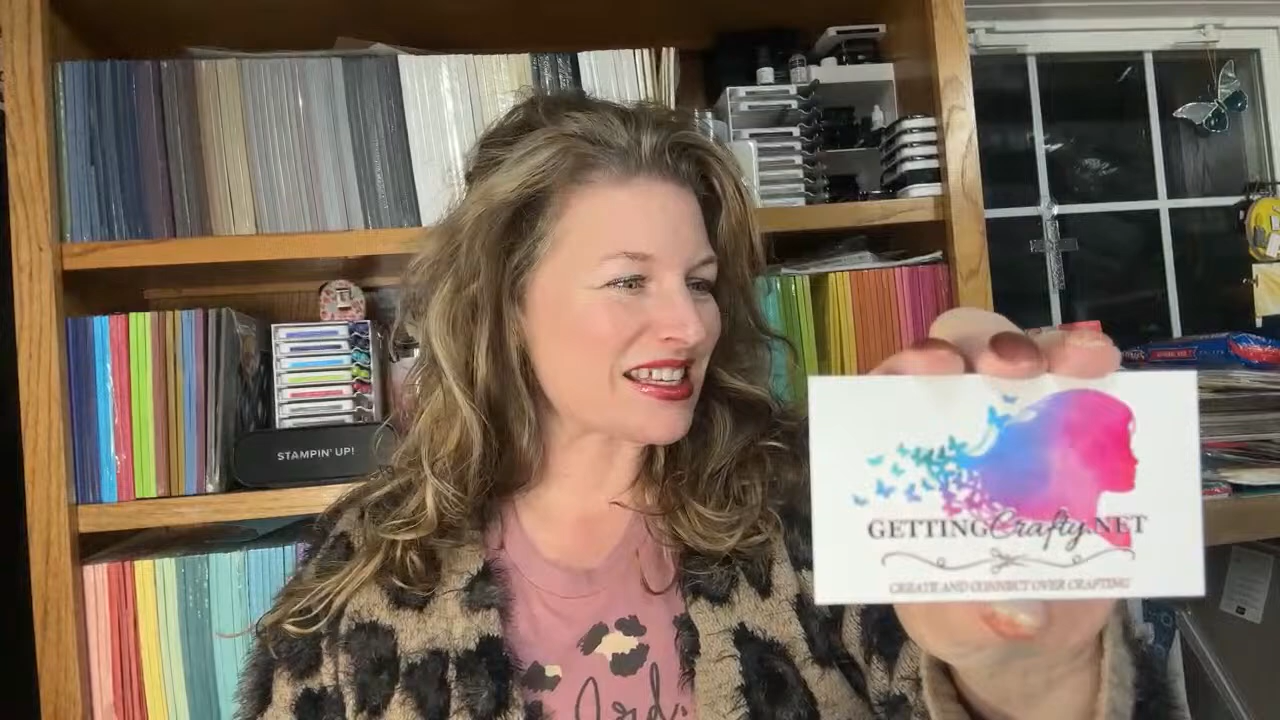 STAMPIN' UP!
GETTINGCrafty.NET
CREATE AND CONNECT OVER CRAFTING